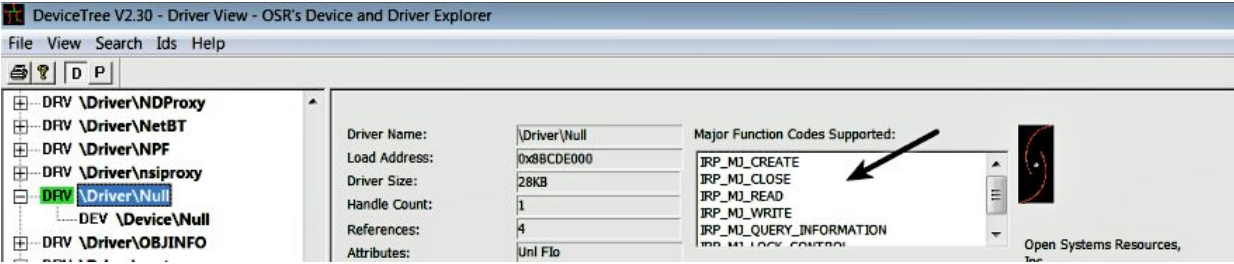 DeviceTree V2.30 - Driver View - OSR's Device and Driver Explorer
File View Search Ids Help
D P
DRV \Driver\NDProxy
DRV \Driver\NetBT
DRV \Driver\NPF
DRV \Driver\nsiproxy
DRV \Driver\Null
DEV \Device\Null
DRV \Driver\OBJINFO
Driver Name: \Driver\Null
Load Address: 0x8BCDE000
Driver Size: 28KB
Handle Count: 1
References: 4
Attributes: Unl FIo
Major Function Codes Supported:
IRP_MJ_CREATE
IRP_MJ_CLOSE
IRP_MJ_READ
IRP_MJ_WRITE
IRP_MJ_QUERY_INFORMATION
IRP_MJ_LOCK_CONTROL
Open Systems Resources,
Inc